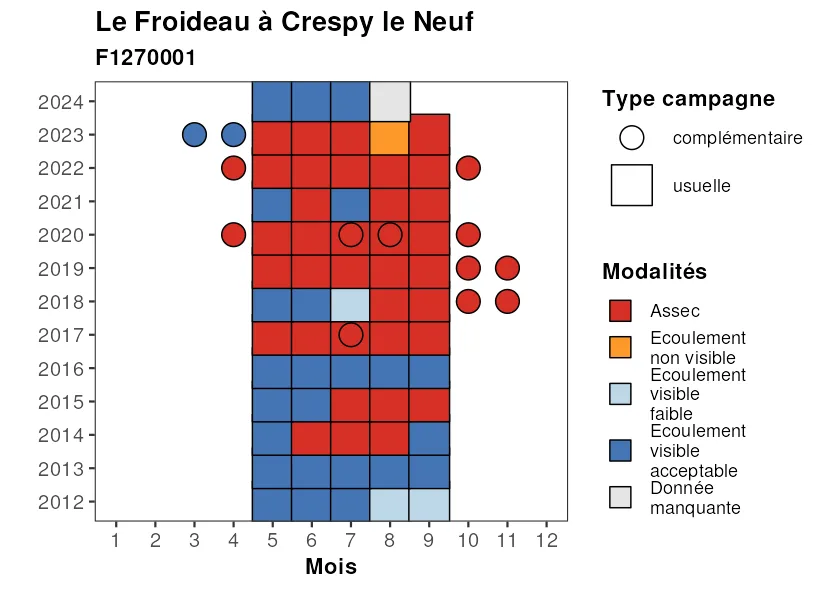 Le Froideau à Crespy le Neuf
F1270001
2024
2023
2022
2021
2020
2019
2018
2017
2016
2015
2014
2013
2012
1 2 3 4 5 6 7 8 9 10 11 12
Mois
Type campagne
complémentaire
usuelle
Modalités
Assec
Ecoulement
non visible
Ecoulement
visible
faible
Ecoulement
visible
acceptable
Donnée
manquante